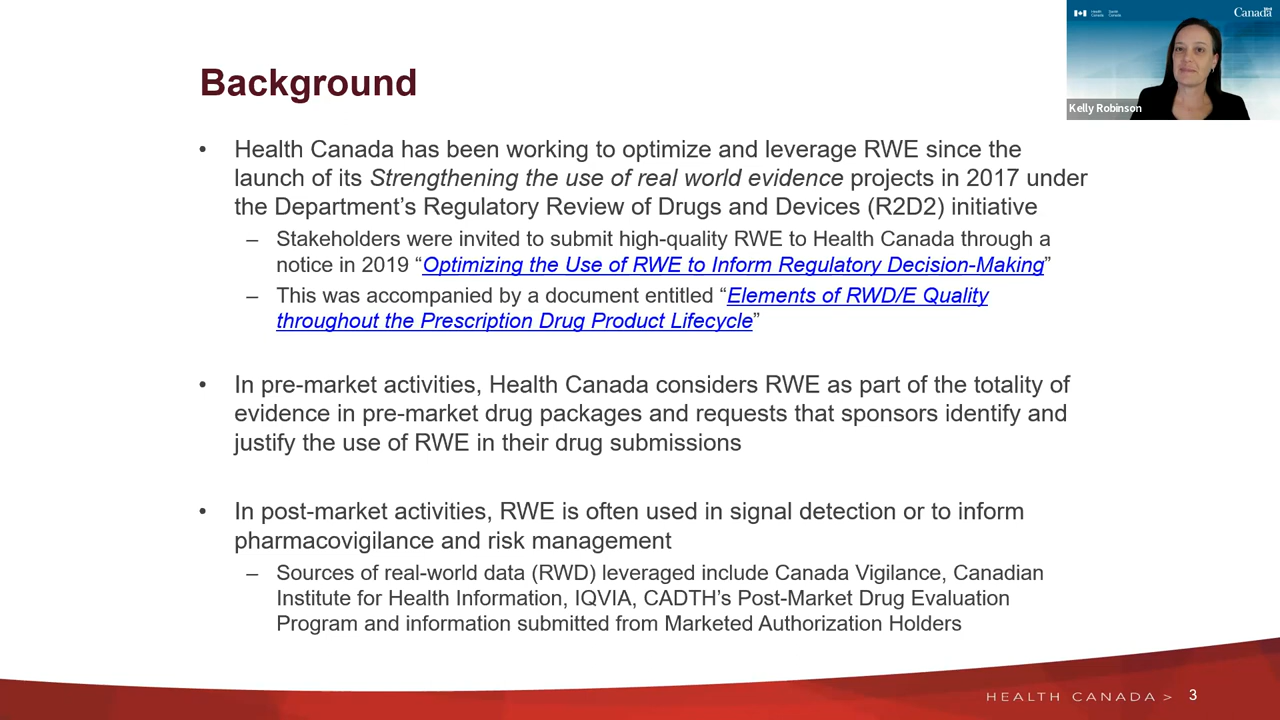 Health Canada
Santé Canada
Canada
Kelly Robinson
Background
• Health Canada has been working to optimize and leverage RWE since the
launch of its Strengthening the use of real world evidence projects in 2017 under
the Department's Regulatory Review of Drugs and Devices (R2D2) initiative
– Stakeholders were invited to submit high-quality RWE to Health Canada through a
notice in 2019 “Optimizing the Use of RWE to Inform Regulatory Decision-Making”
– This was accompanied by a document entitled “Elements of RWD/E Quality
throughout the Prescription Drug Product Lifecycle”
• In pre-market activities, Health Canada considers RWE as part of the totality of
evidence in pre-market drug packages and requests that sponsors identify and
justify the use of RWE in their drug submissions
• In post-market activities, RWE is often used in signal detection or to inform
pharmacovigilance and risk management
– Sources of real-world data (RWD) leveraged include Canada Vigilance, Canadian
Institute for Health Information, IQVIA, CADTH's Post-Market Drug Evaluation
Program and information submitted from Marketed Authorization Holders
HEALTH CANADA > 3